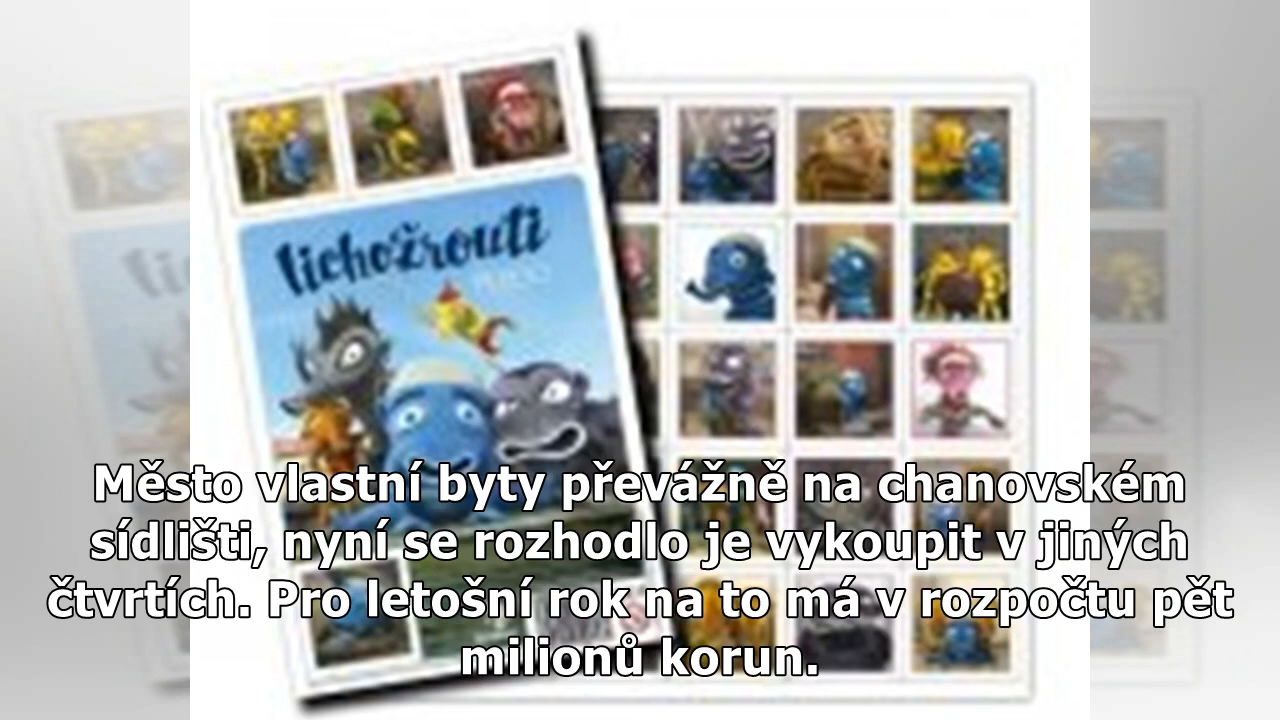 lichožrouti
Město vlastní byty převážně na chanovském
sídlišti, nyní se rozhodlo je vykoupit v jiných
čtvrtích. Pro letošní rok na to má v rozpočtu pět
milionů korun.